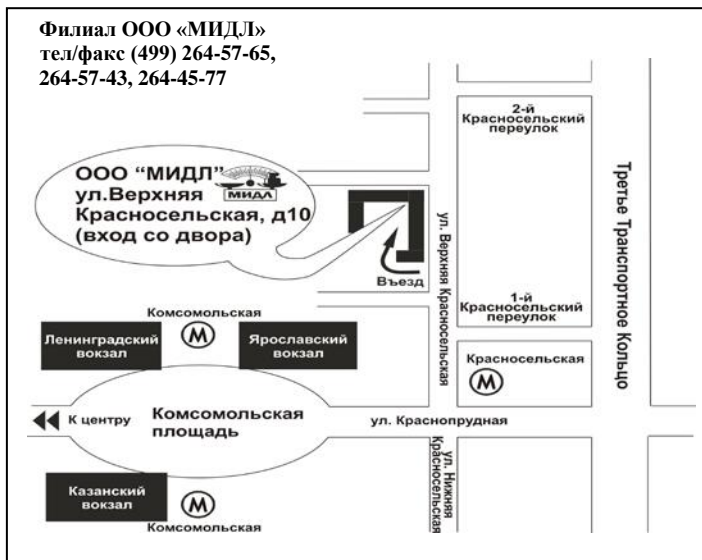 Филиал ООО «МИДЛ»
тел/факс (499) 264-57-65,
264-57-43, 264-45-77
2-й
Красносельский
переулок
ООО “МИДЛ”
ул.Верхняя
Красносельская, д10
(вход со двора)
МИДЛ
Третье Транспортное Кольцо
ул. Верхняя Красносельская
Въезд
1-й
Красносельский
переулок
Комсомольская
М
Ленинградский
вокзал
Ярославский
вокзал
Красносельская
М
К центру
Комсомольская
площадь
ул. Краснопрудная
ул. Нижняя
Красносельская
Казанский
вокзал
М
Комсомольская